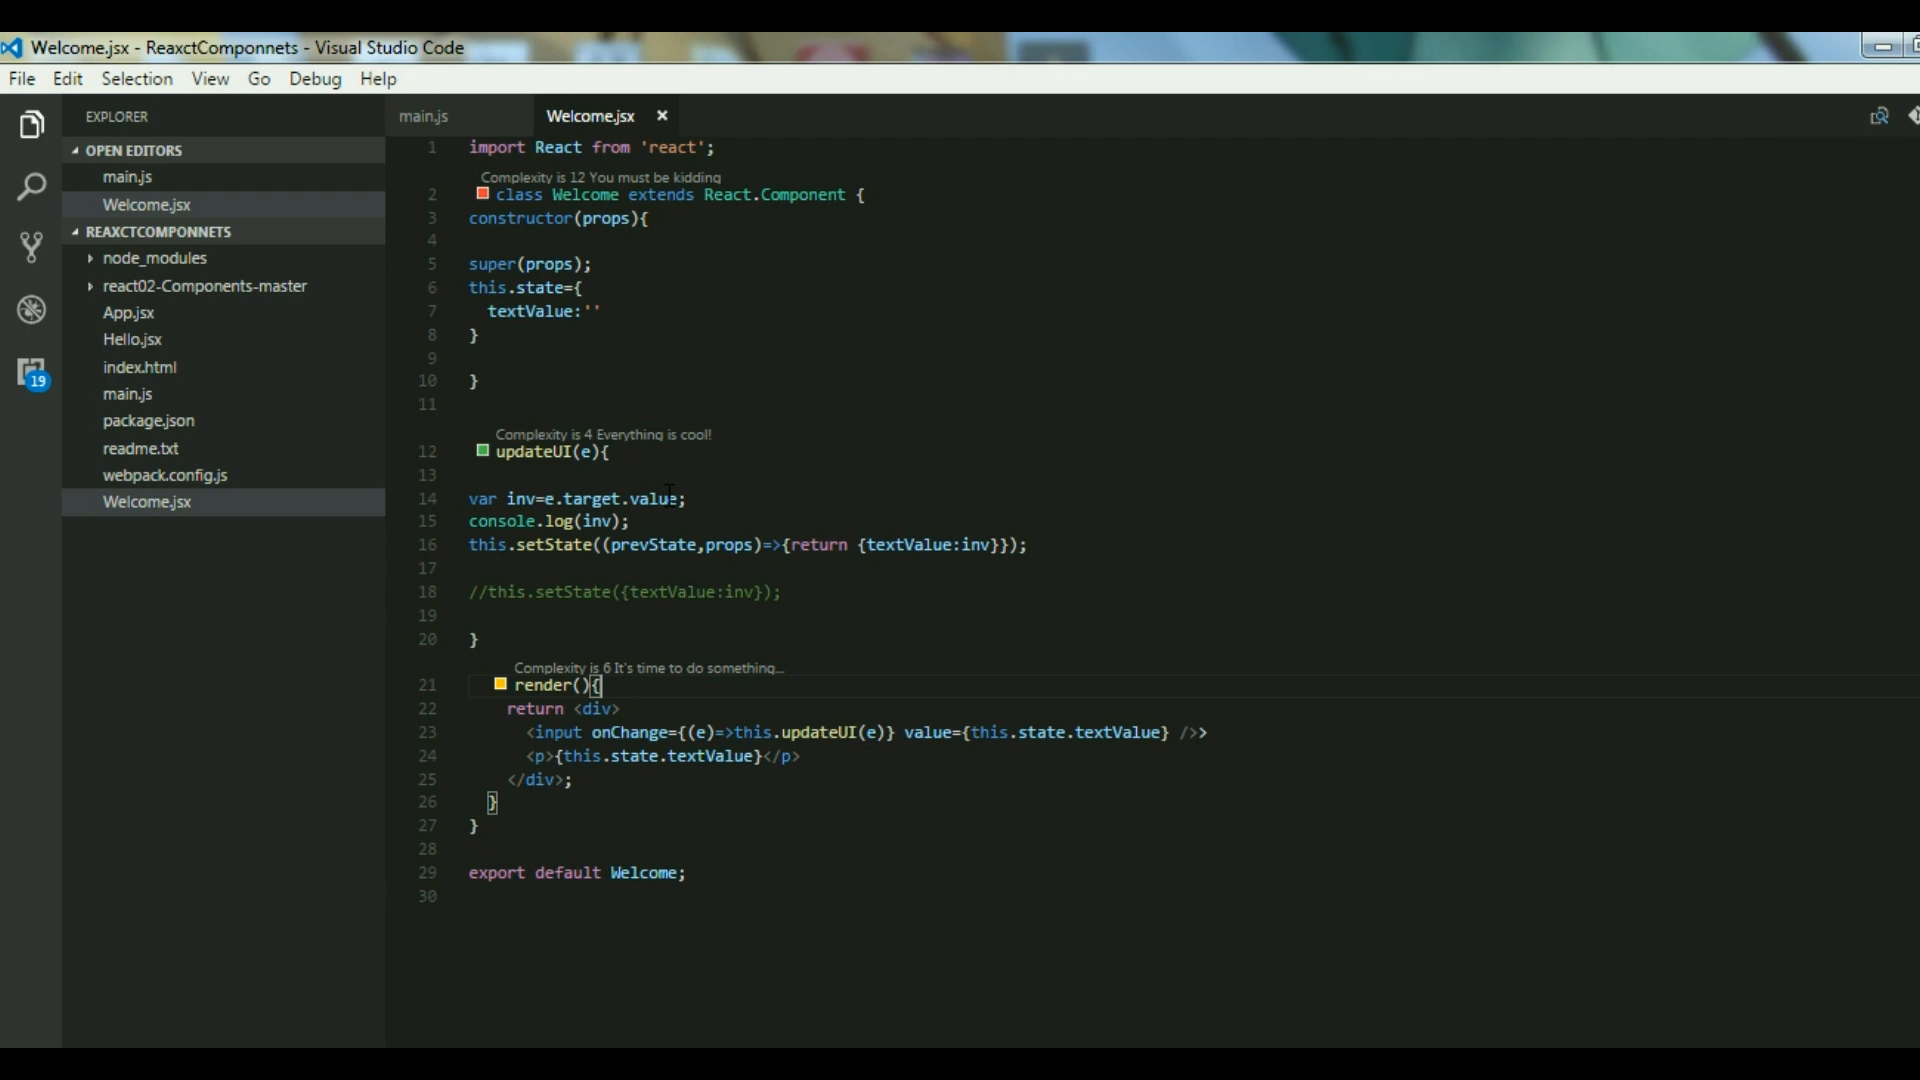 Welcome.jsx - ReaxctComponnets - Visual Studio Code
File Edit Selection View Go Debug Help
EXPLORER
OPEN EDITORS
main.js
Welcome.jsx
REAXCTCOMPONNETS
node_modules
react02-Components-master
App.jsx
Hello.jsx
index.html
main.js
package.json
readme.txt
webpack.config.js
Welcome.jsx
19
main.js Welcome.jsx
1 import React from 'react';
Complexity is 12 You must be kidding
2 class Welcome extends React.Component {
3 constructor(props){
4
5 super(props);
6 this.state={
7 textValue:''
8 }
9
10 }
11
Complexity is 4 Everything is cool!
12 updateUI(e){
13
14 var inv=e.target.value;
15 console.log(inv);
16 this.setState((prevState,props)=>{return {textValue:inv}});
17
18 //this.setState({textValue:inv});
19
20 }
Complexity is 6 It's time to do something...
21 render(){
22 return <div>
23 <input onChange={(e)=>this.updateUI(e)} value={this.state.textValue} />>
24 <p>{this.state.textValue}</p>
25 </div>;
26 }
27 }
28
29 export default Welcome;
30